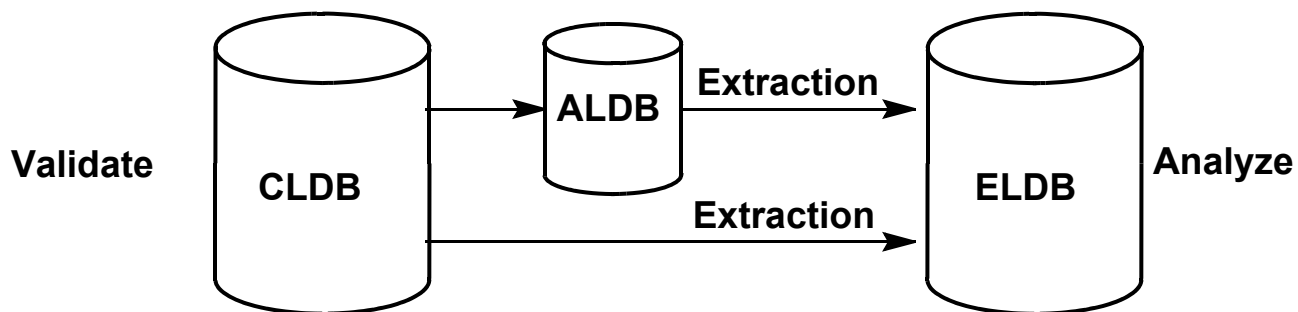 Extraction
ALDB
Validate
CLDB
ELDB
Analyze
Extraction